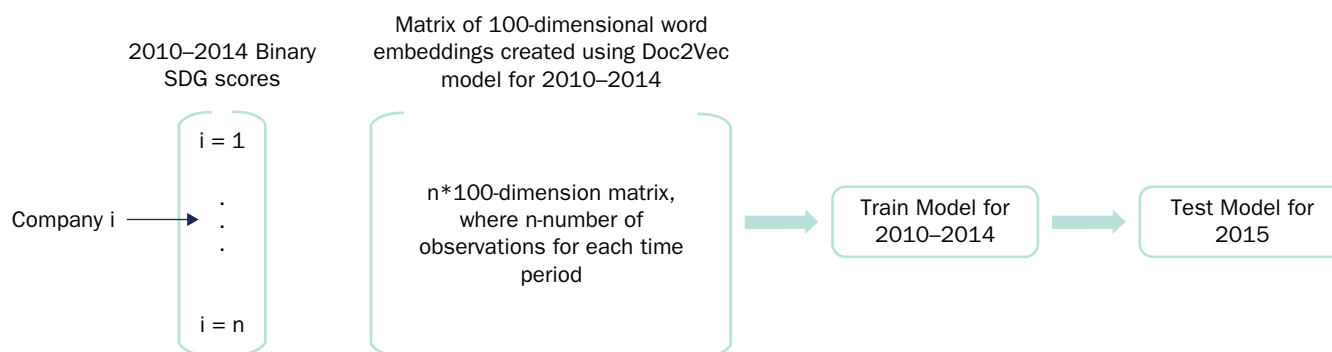 2010–2014 Binary
SDG scores
Matrix of 100-dimensional word
embeddings created using Doc2Vec
model for 2010–2014
Company i
i = 1
.
.
.
i = n
n*100-dimension matrix,
where n-number of
observations for each time
period
Train Model for
2010–2014
Test Model for
2015